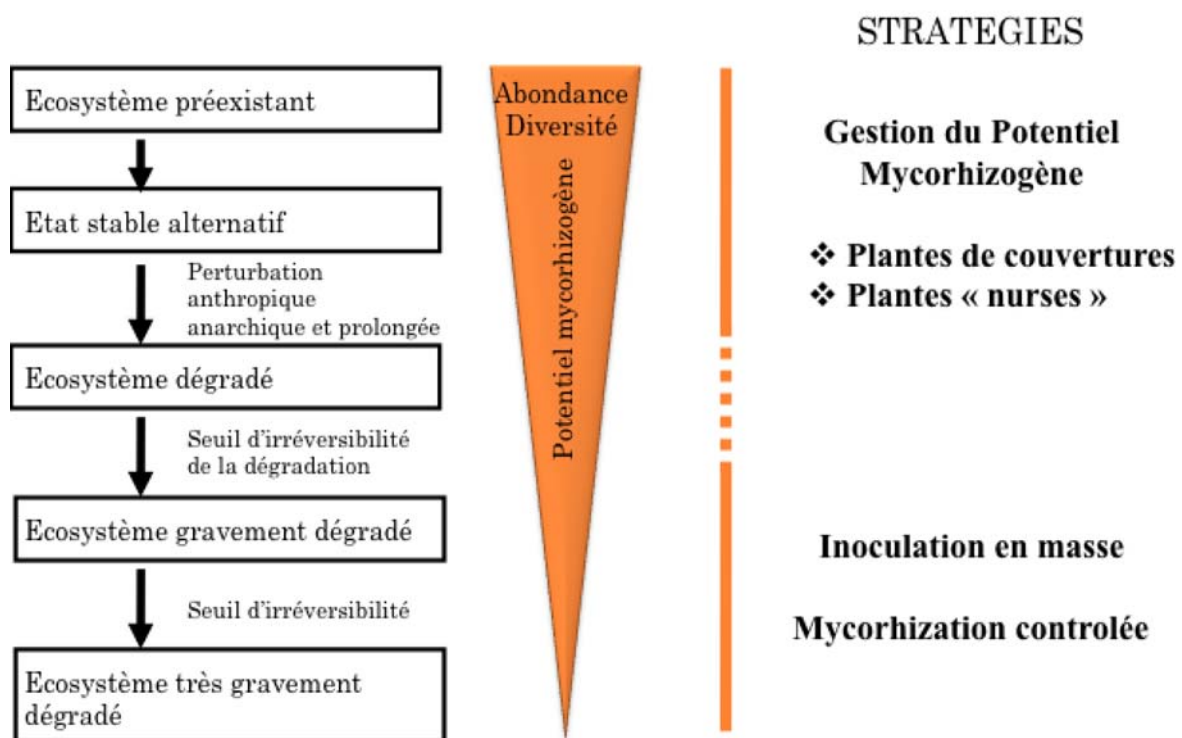 STRATEGIES
Ecosystème préexistant
Etat stable alternatif
Perturbation
anthropique
anarchique et prolongée
Ecosystème dégradé
Seuil d'irréversibilité
de la dégradation
Ecosystème gravement dégradé
Seuil d'irréversibilité
Ecosystème très gravement
dégradé
Abondance
Diversité
Potentiel mycorhizogène
Gestion du Potentiel
Mycorhizogène
❖ Plantes de couvertures
❖ Plantes « nurses »
Inoculation en masse
Mycorhization controlée